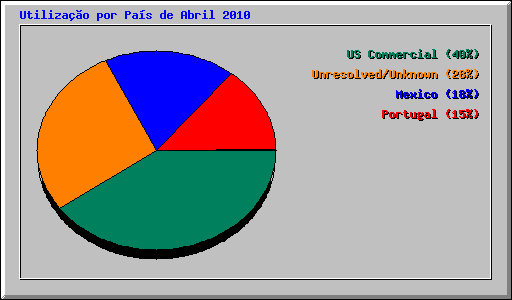 Utilização por País de Abril 2010
US Commercial (40%)
Unresolved/Unknown (28%)
Mexico (18%)
Portugal (15%)